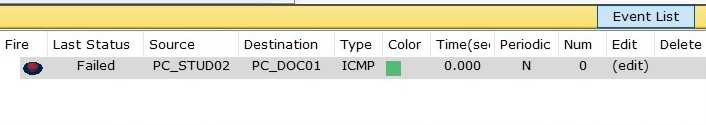 Event List
Fire Last Status Source Destination Type Color Time(sec Periodic Num Edit Delete
Failed PC_STUD02 PC_DOC01 ICMP 0.000 N 0 (edit)